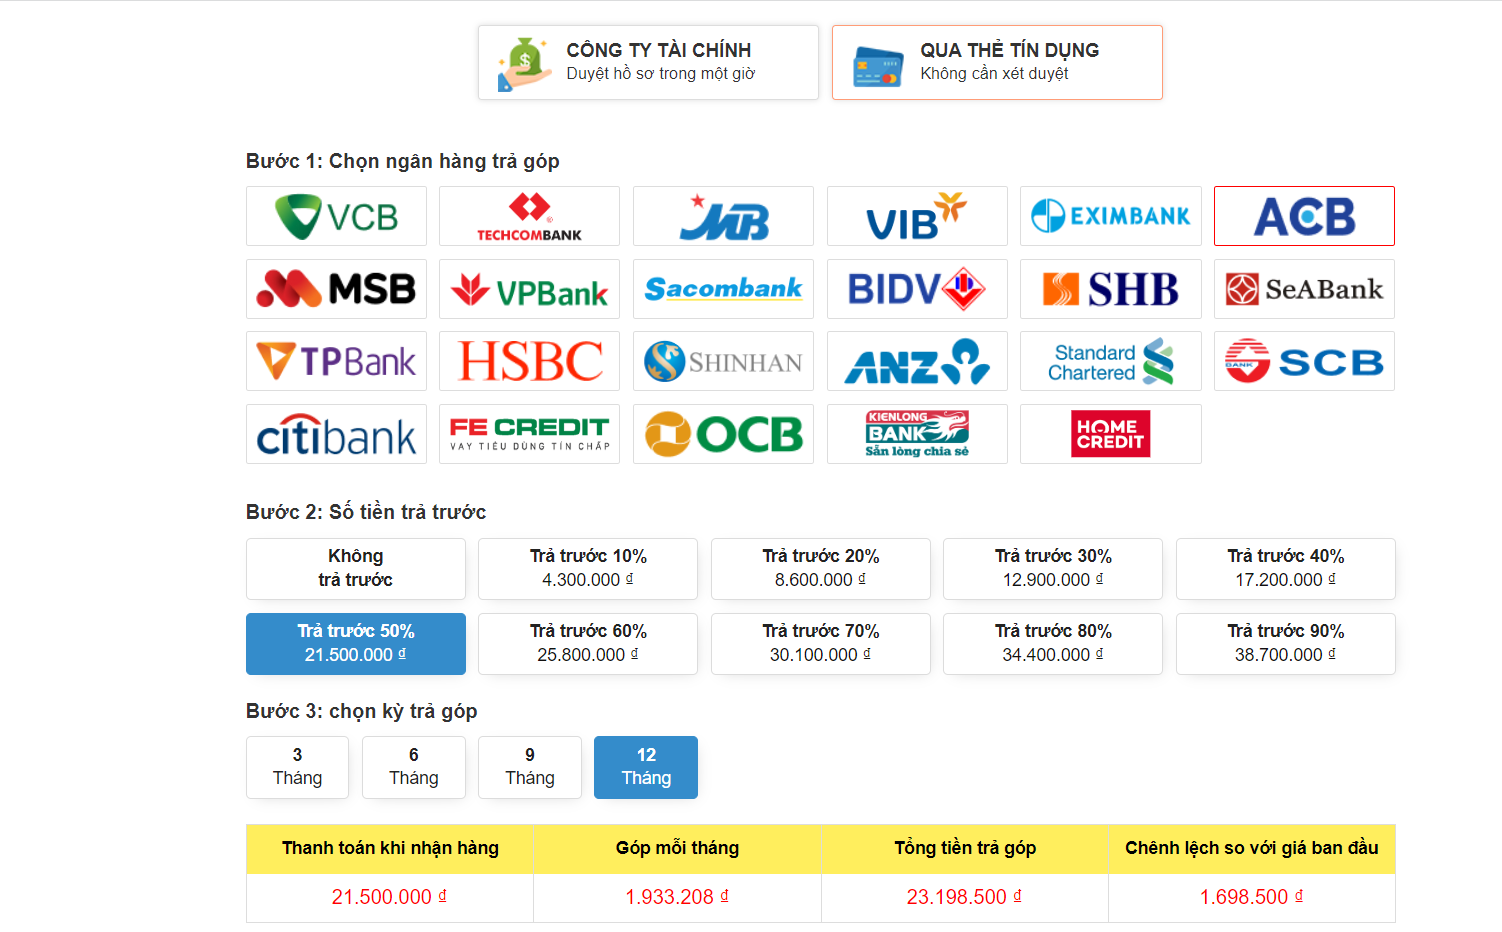 CÔNG TY TÀI CHÍNH
Duyệt hồ sơ trong một giờ
QUA THẺ TÍN DỤNG
Không cần xét duyệt
Bước 1: Chọn ngân hàng trả góp
VCB
TECHCOMBANK
MB
VIB
EXIMBANK
ACB
MSB
VPBank
Sacombank
BIDV
SHB
SeABank
TPBank
HSBC
SHINHAN
ANZ
Standard
Chartered
BANK
SCB
citibank
FE CREDIT
VAY TIÊU DÙNG TÍN CHẤP
OCB
KIENLONG
BANK
Sẵn lòng chia sẻ
HOME
CREDIT
Bước 2: Số tiền trả trước
Không
trả trước
Trả trước 10%
4.300.000 ₫
Trả trước 20%
8.600.000 ₫
Trả trước 30%
12.900.000 ₫
Trả trước 40%
17.200.000 ₫
Trả trước 50%
21.500.000 ₫
Trả trước 60%
25.800.000 ₫
Trả trước 70%
30.100.000 ₫
Trả trước 80%
34.400.000 ₫
Trả trước 90%
38.700.000 ₫
Bước 3: chọn kỳ trả góp
3
Tháng
6
Tháng
9
Tháng
12
Tháng
Thanh toán khi nhận hàng
Góp mỗi tháng
Tổng tiền trả góp
Chênh lệch so với giá ban đầu
21.500.000 ₫
1.933.208 ₫
23.198.500 ₫
1.698.500 ₫